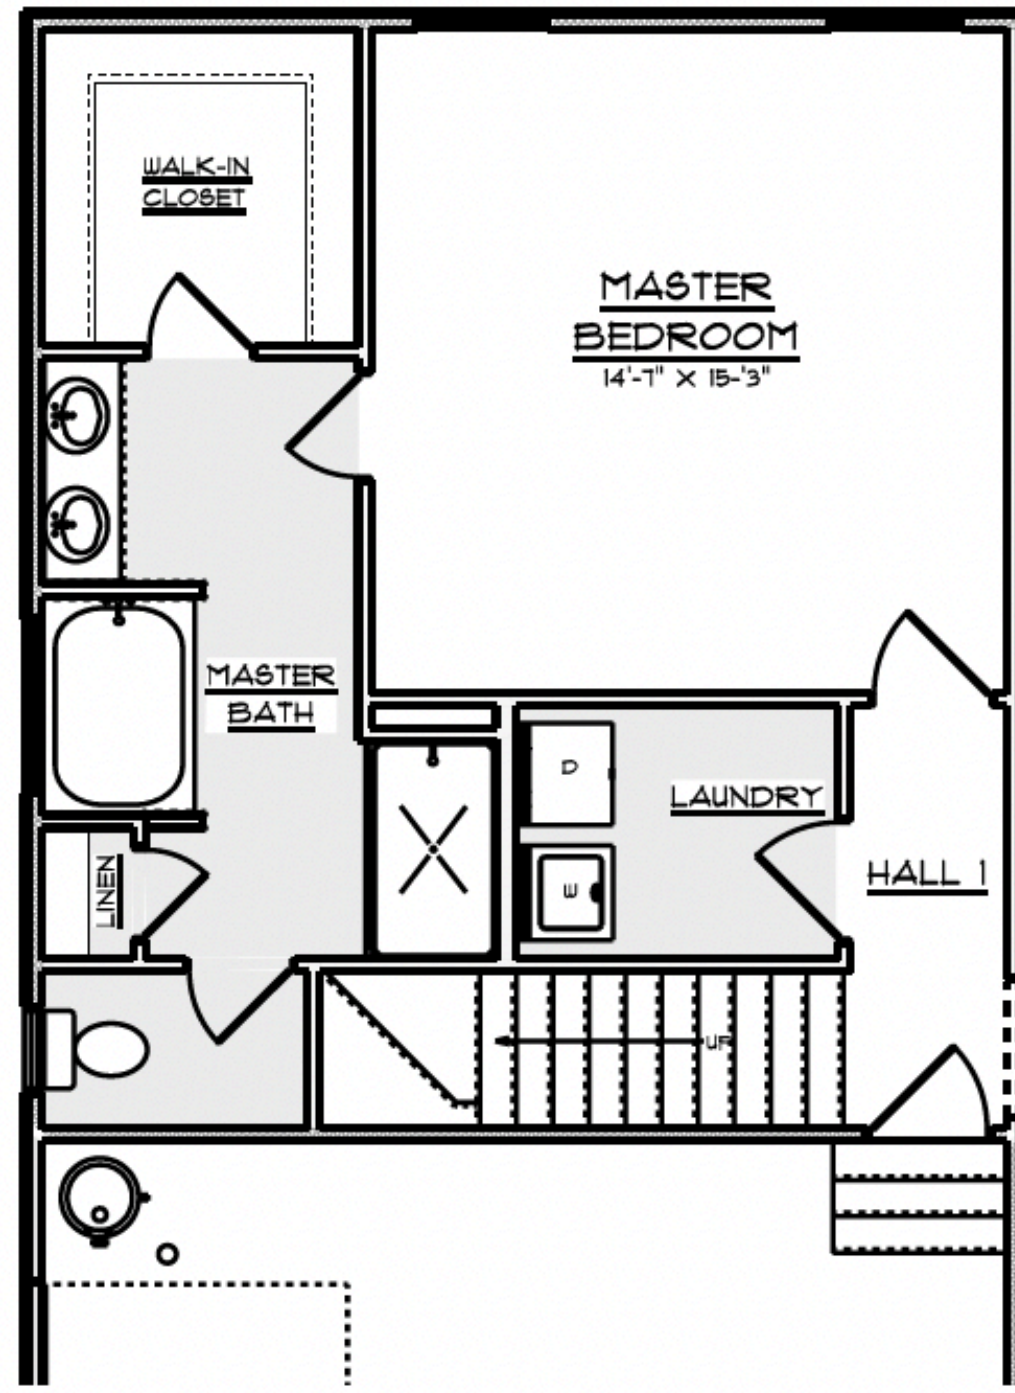 WALK-IN
CLOSET
MASTER
BEDROOM
14'-7" X 15'-3"
MASTER
BATH
D
LAUNDRY
LINEN
W
HALL 1
UP